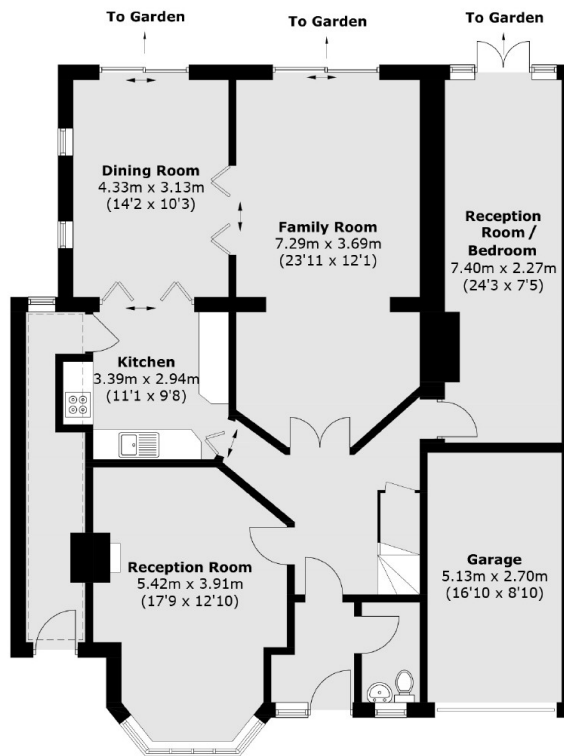 To Garden
To Garden
To Garden
Dining Room
4.33m x 3.13m
(14'2 x 10'3)
Family Room
7.29m x 3.69m
(23'11 x 12'1)
Reception
Room /
Bedroom
7.40m x 2.27m
(24'3 x 7'5)
Kitchen
3.39m x 2.94m
(11'1 x 9'8)
Reception Room
5.42m x 3.91m
(17'9 x 12'10)
Garage
5.13m x 2.70m
(16'10 x 8'10)